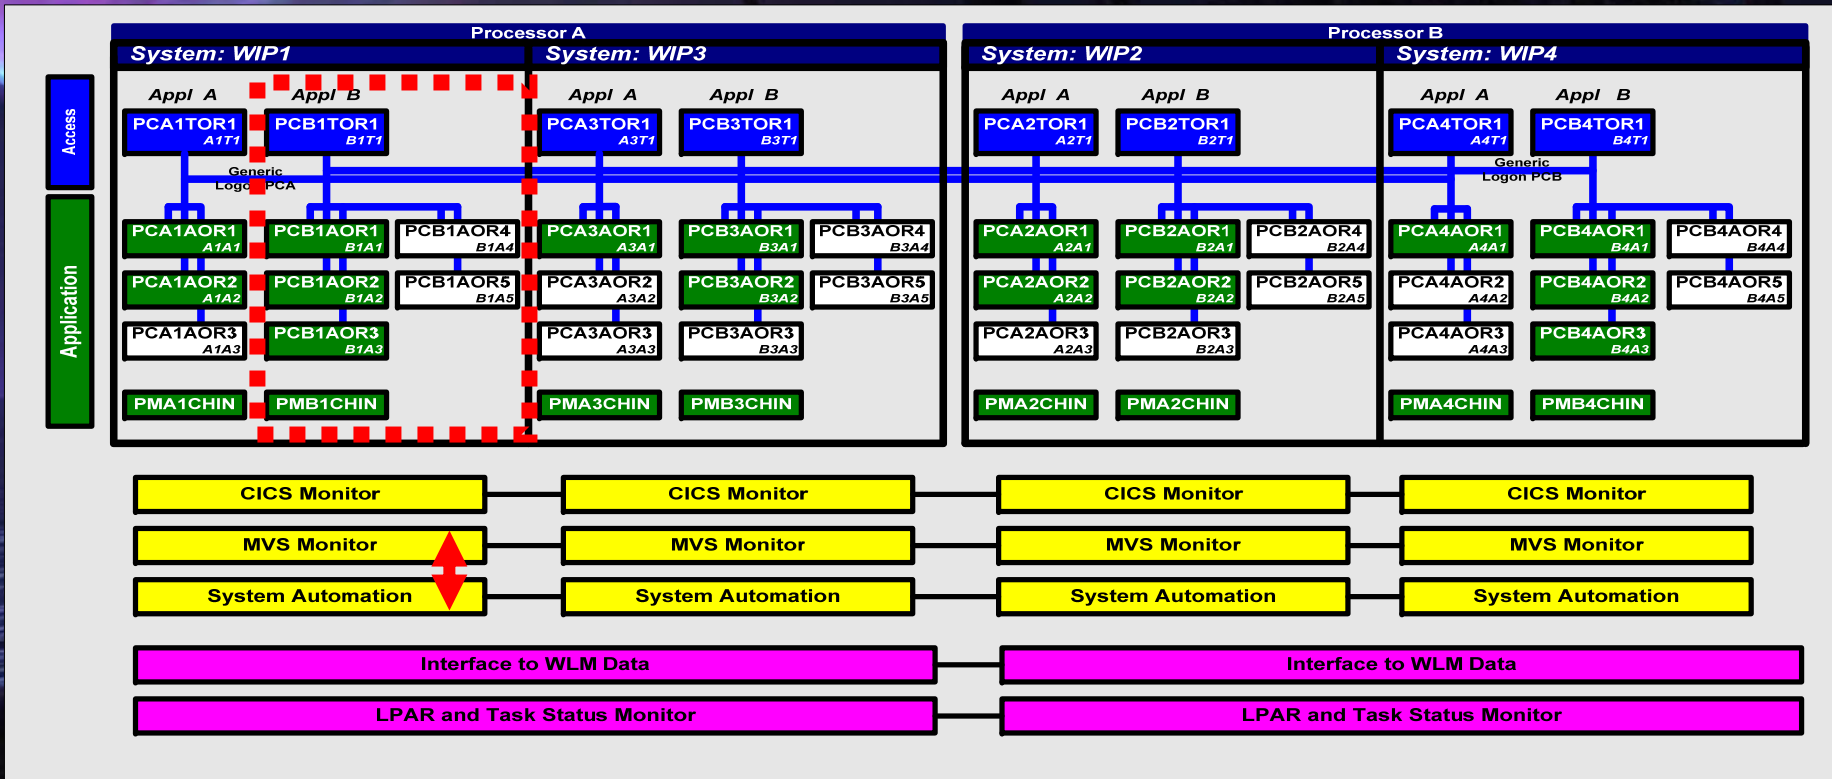 Processor A
Processor B
System: WIP1
System: WIP3
System: WIP2
System: WIP4
Access
Application
Appl A
Appl B
Appl A
Appl B
Appl A
Appl B
Appl A
Appl B
PCA1TOR1
A1T1
PCB1TOR1
B1T1
PCA3TOR1
A3T1
PCB3TOR1
B3T1
PCA2TOR1
A2T1
PCB2TOR1
B2T1
PCA4TOR1
A4T1
PCB4TOR1
B4T1
Generic
Logon PCA
Generic
Logon PCB
PCA1AOR1
A1A1
PCB1AOR1
B1A1
PCB1AOR4
B1A4
PCA3AOR1
A3A1
PCB3AOR1
B3A1
PCB3AOR4
B3A4
PCA2AOR1
A2A1
PCB2AOR1
B2A1
PCB2AOR4
B2A4
PCA4AOR1
A4A1
PCB4AOR1
B4A1
PCB4AOR4
B4A4
PCA1AOR2
A1A2
PCB1AOR2
B1A2
PCB1AOR5
B1A5
PCA3AOR2
A3A2
PCB3AOR2
B3A2
PCB3AOR5
B3A5
PCA2AOR2
A2A2
PCB2AOR2
B2A2
PCB2AOR5
B2A5
PCA4AOR2
A4A2
PCB4AOR2
B4A2
PCB4AOR5
B4A5
PCA1AOR3
A1A3
PCB1AOR3
B1A3
PCA3AOR3
A3A3
PCB3AOR3
B3A3
PCA2AOR3
A2A3
PCB2AOR3
B2A3
PCA4AOR3
A4A3
PCB4AOR3
B4A3
PMA1CHIN
PMB1CHIN
PMA3CHIN
PMB3CHIN
PMA2CHIN
PMA2CHIN
PMA4CHIN
PMB4CHIN
CICS Monitor
CICS Monitor
CICS Monitor
CICS Monitor
MVS Monitor
MVS Monitor
MVS Monitor
MVS Monitor
System Automation
System Automation
System Automation
System Automation
Interface to WLM Data
Interface to WLM Data
LPAR and Task Status Monitor
LPAR and Task Status Monitor